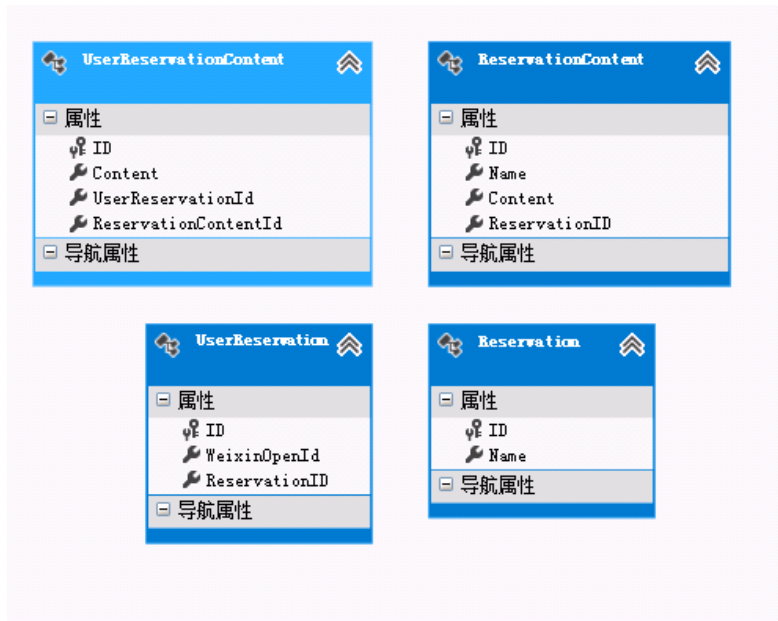 UserReservationContent
属性
ID
Content
UserReservationId
ReservationContentId
导航属性
ReservationContent
属性
ID
Name
Content
ReservationID
导航属性
UserReservation
属性
ID
WeixinOpenId
ReservationID
导航属性
Reservation
属性
ID
Name
导航属性